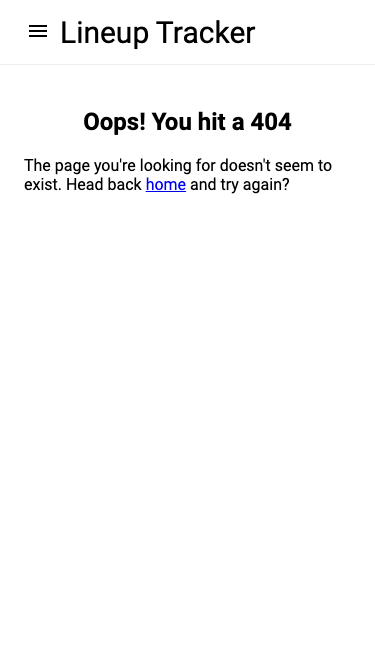 Lineup Tracker
Oops! You hit a 404
The page you're looking for doesn't seem to
exist. Head back home and try again?